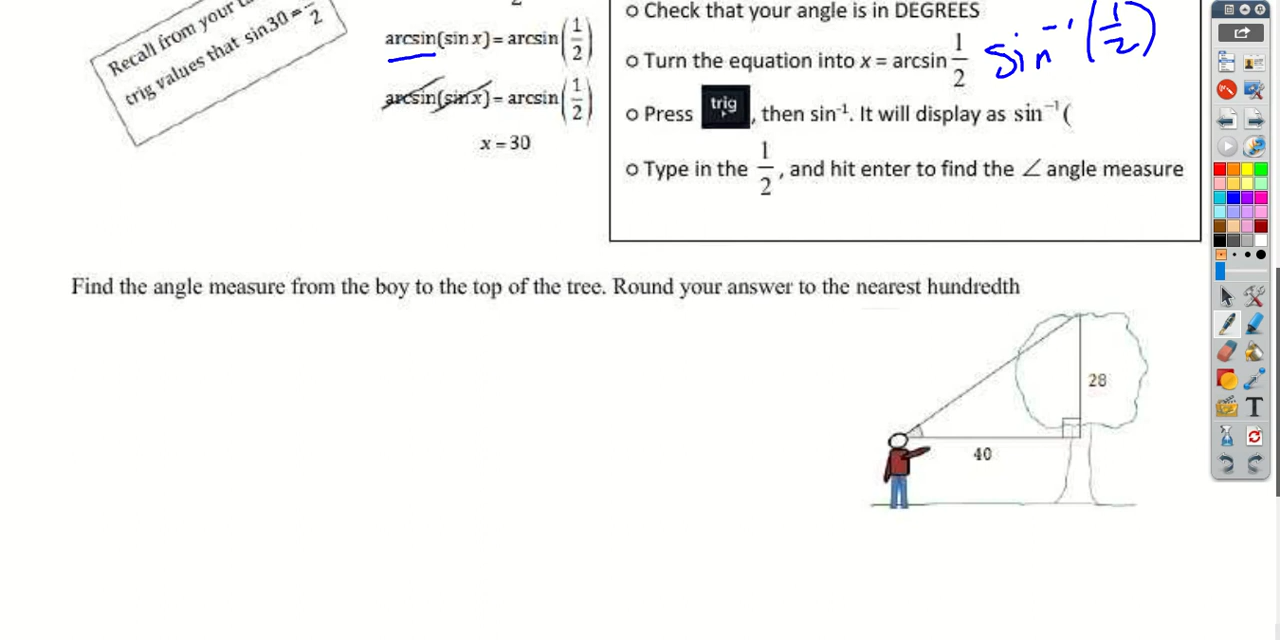 Recall from your
trig values that sin30=
2
2
arcsin(sin x)=arcsin(1/2)
arcsin(sin x)=arcsin(1/2)
x=30
o Check that your angle is in DEGREES
o Turn the equation into x = arcsin 1/2 sin⁻¹(1/2)
o Press trig, then sin⁻¹. It will display as sin⁻¹(
o Type in the 1/2, and hit enter to find the ∠ angle measure
Find the angle measure from the boy to the top of the tree. Round your answer to the nearest hundredth
28
40
T